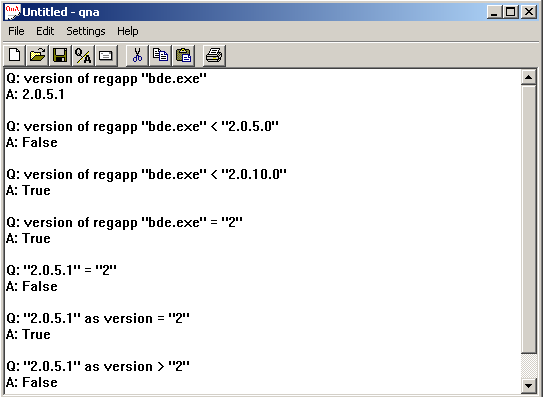 QnA Untitled - qna
File Edit Settings Help
Q/A
Q: version of regapp "bde.exe"
A: 2.0.5.1
Q: version of regapp "bde.exe" < "2.0.5.0"
A: False
Q: version of regapp "bde.exe" < "2.0.10.0"
A: True
Q: version of regapp "bde.exe" = "2"
A: True
Q: "2.0.5.1" = "2"
A: False
Q: "2.0.5.1" as version = "2"
A: True
Q: "2.0.5.1" as version > "2"
A: False